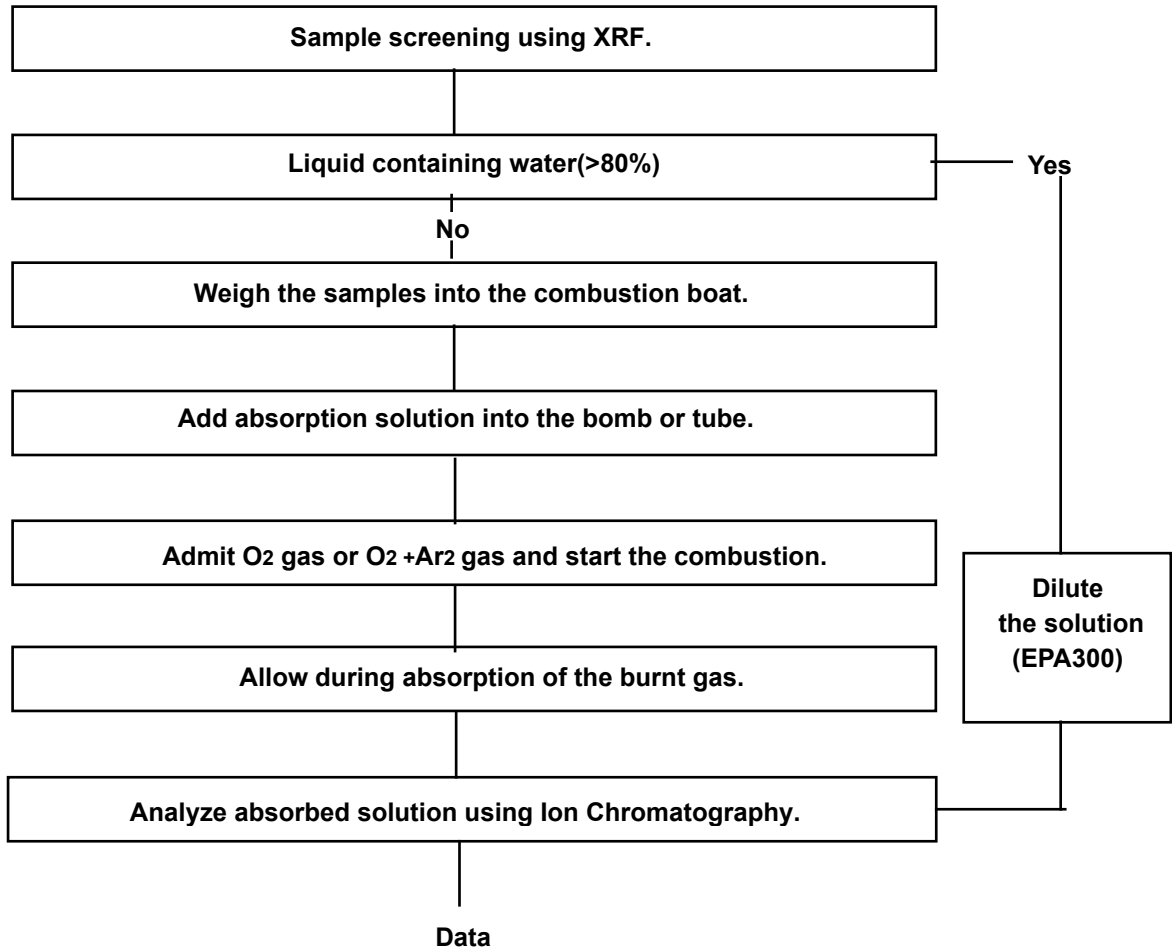 Sample screening using XRF.
Liquid containing water(>80%)
Yes
No
Weigh the samples into the combustion boat.
Add absorption solution into the bomb or tube.
Admit O2 gas or O2 +Ar2 gas and start the combustion.
Dilute
the solution
(EPA300)
Allow during absorption of the burnt gas.
Analyze absorbed solution using Ion Chromatography.
Data